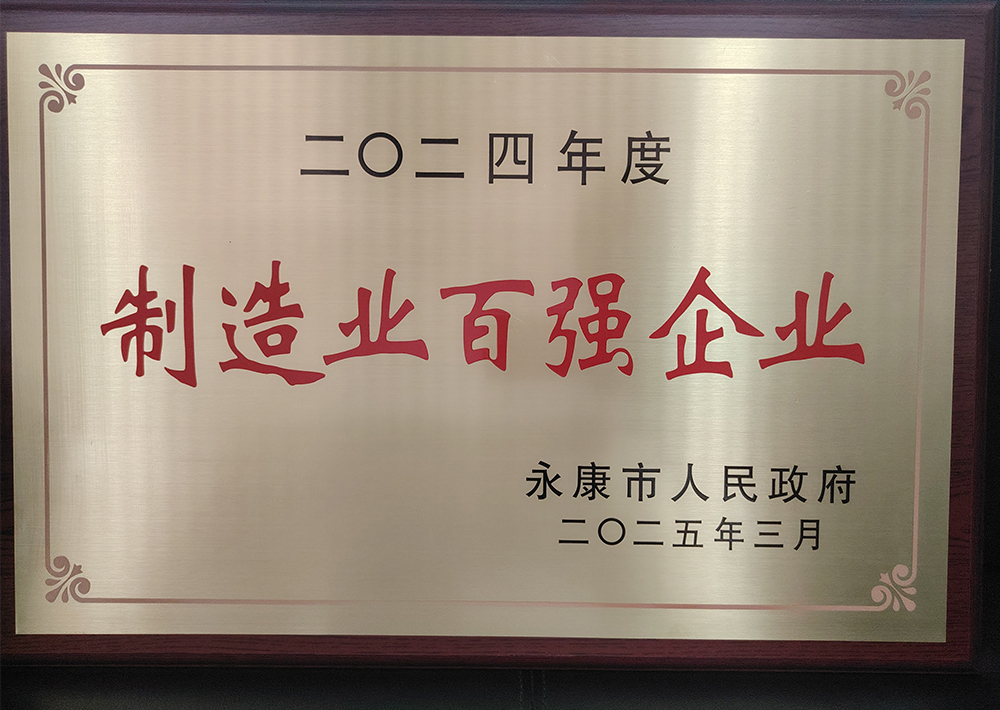 二〇二四年度
制造业百强企业
永康市人民政府
二〇二五年三月